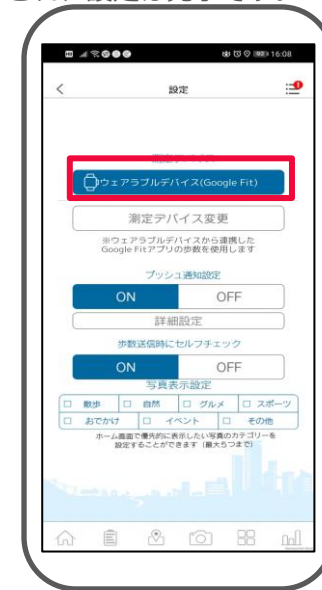 16:08
設定
ウェアラブルデバイス(Google Fit)
測定デバイス変更
※ウェアラブルデバイスから連携した
Google Fitアプリの歩数を使用します
プッシュ通知設定
ON OFF
詳細設定
歩数送信時にセルフチェック
ON OFF
写真表示設定
散歩 自然 グルメ スポーツ
おでかけ イベント その他
ホーム画面で優先的に表示したい写真のカテゴリーを
設定することができます (最大5つまで)